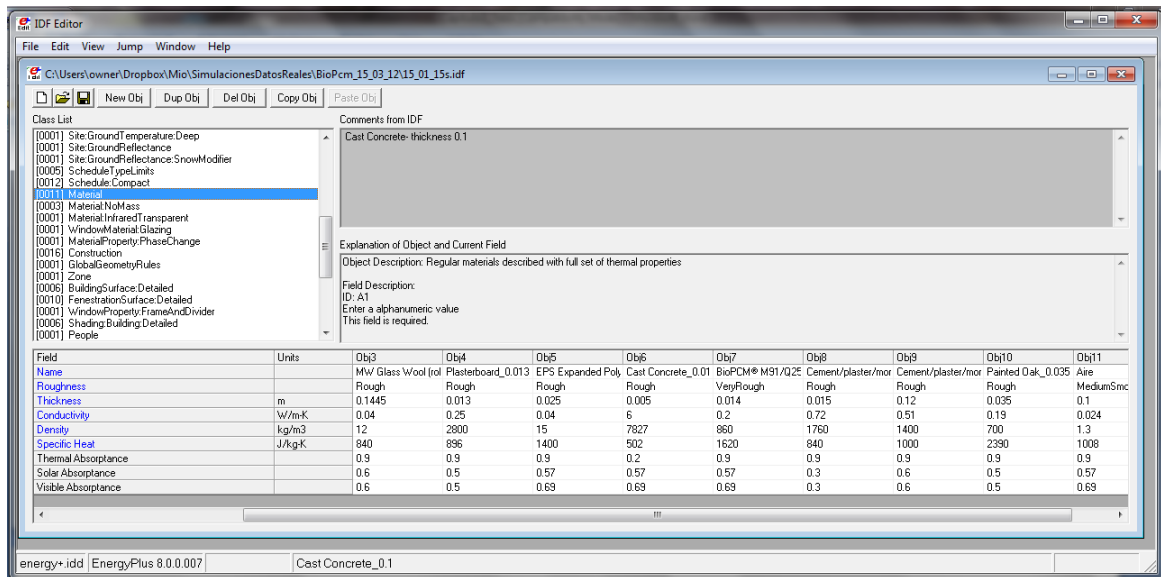 IDF Editor
File Edit View Jump Window Help
C:\Users\owner\Dropbox\Mio\SimulacionesDatosReales\BioPcm_15_03_12\15_01_15s.idf
New Obj Dup Obj Del Obj Copy Obj Paste Obj
Class List
[0001] Site:GroundTemperature:Deep
[0001] Site:GroundReflectance
[0001] Site:GroundReflectance:SnowModifier
[0005] ScheduleTypeLimits
[0012] Schedule:Compact
[0011] Material
[0003] Material:NoMass
[0001] Material:InfraredTransparent
[0001] WindowMaterial:Glazing
[0001] MaterialProperty:PhaseChange
[0016] Construction
[0001] GlobalGeometryRules
[0001] Zone
[0006] BuildingSurface:Detailed
[0010] FenestrationSurface:Detailed
[0001] WindowProperty:FrameAndDivider
[0006] Shading:Building:Detailed
[0001] People
Comments from IDF
Cast Concrete- thickness 0.1
Explanation of Object and Current Field
Object Description: Regular materials described with full set of thermal properties
Field Description:
ID: A1
Enter a alphanumeric value
This field is required.
Field Units Obj3 Obj4 Obj5 Obj6 Obj7 Obj8 Obj9 Obj10 Obj11
Name MW Glass Wool (rol Plasterboard_0.013 EPS Expanded Poly Cast Concrete_0.01 BioPCM® M91/Q25 Cement/plaster/mor Cement/plaster/mor Painted Oak_0.035 Aire
Roughness Rough Rough Rough Rough VeryRough Rough Rough Rough MediumSmo
Thickness m 0.1445 0.013 0.025 0.005 0.014 0.015 0.12 0.035 0.1
Conductivity W/m-K 0.04 0.25 0.04 6 0.2 0.72 0.51 0.19 0.024
Density kg/m3 12 2800 15 7827 860 1760 1400 700 1.3
Specific Heat J/kg-K 840 896 1400 502 1620 840 1000 2390 1008
Thermal Absorptance 0.9 0.9 0.9 0.2 0.9 0.9 0.9 0.9 0.9
Solar Absorptance 0.6 0.5 0.57 0.57 0.57 0.3 0.6 0.5 0.57
Visible Absorptance 0.6 0.5 0.69 0.69 0.69 0.3 0.6 0.5 0.69
energy+.idd EnergyPlus 8.0.0.007 Cast Concrete_0.1